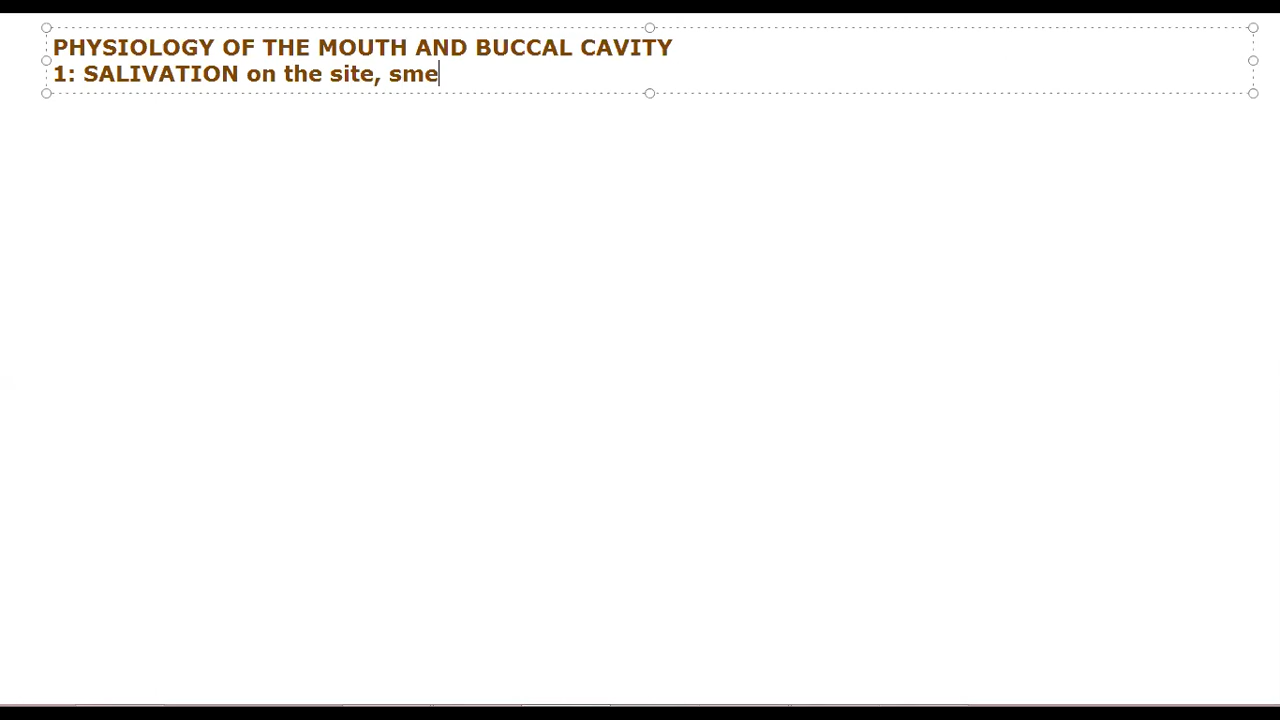 PHYSIOLOGY OF THE MOUTH AND BUCCAL CAVITY
1: SALIVATION on the site, sme